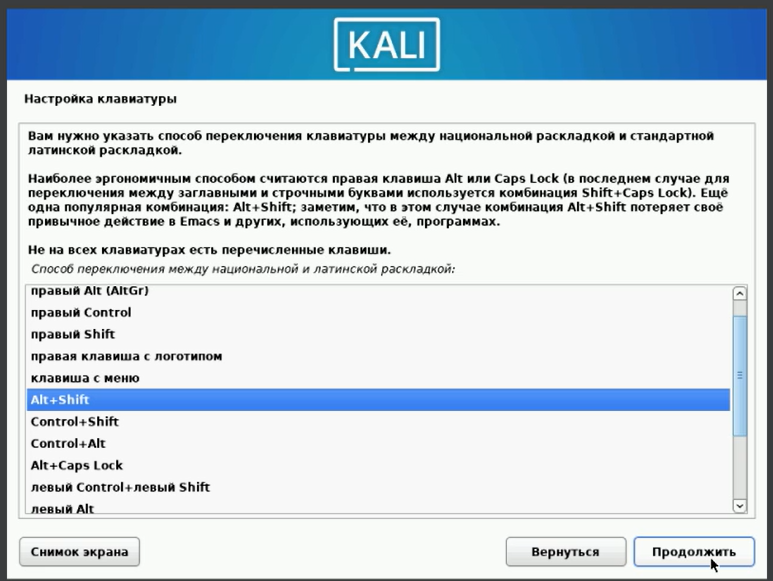 KALI
Настройка клавиатуры
Вам нужно указать способ переключения клавиатуры между национальной раскладкой и стандартной
латинской раскладкой.
Наиболее эргономичным способом считаются правая клавиша Alt или Caps Lock (в последнем случае для
переключения между заглавными и строчными буквами используется комбинация Shift+Caps Lock). Ещё
одна популярная комбинация: Alt+Shift; заметим, что в этом случае комбинация Alt+Shift потеряет своё
привычное действие в Emacs и других, использующих её, программах.
Не на всех клавиатурах есть перечисленные клавиши.
Способ переключения между национальной и латинской раскладкой:
правый Alt (AltGr)
правый Control
правый Shift
правая клавиша с логотипом
клавиша с меню
Alt+Shift
Control+Shift
Control+Alt
Alt+Caps Lock
левый Control+левый Shift
левый Alt
Снимок экрана
Вернуться
Продолжить